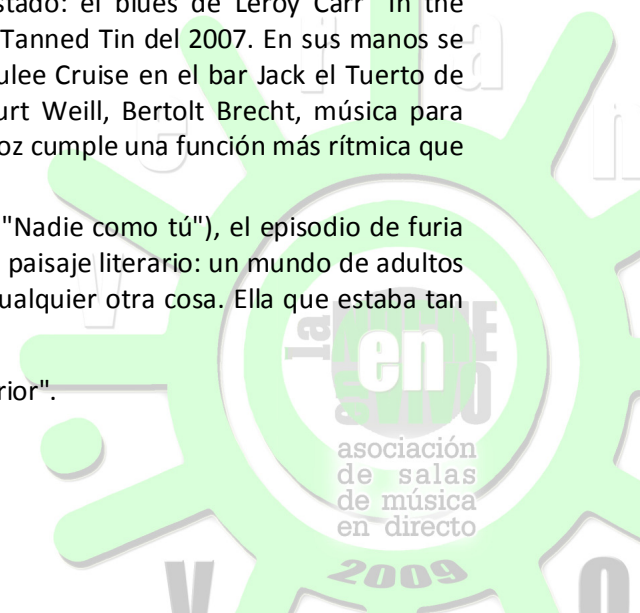 stado: el blues de Leroy Carr "In the
Tanned Tin del 2007. En sus manos se
ulee Cruise en el bar Jack el Tuerto de
urt Weill, Bertolt Brecht, música para
oz cumple una función más rítmica que
"Nadie como tú"), el episodio de furia
paisaje literario: un mundo de adultos
ualquier otra cosa. Ella que estaba tan
rior".
la
en
asociación
de salas
de música
en directo
2009